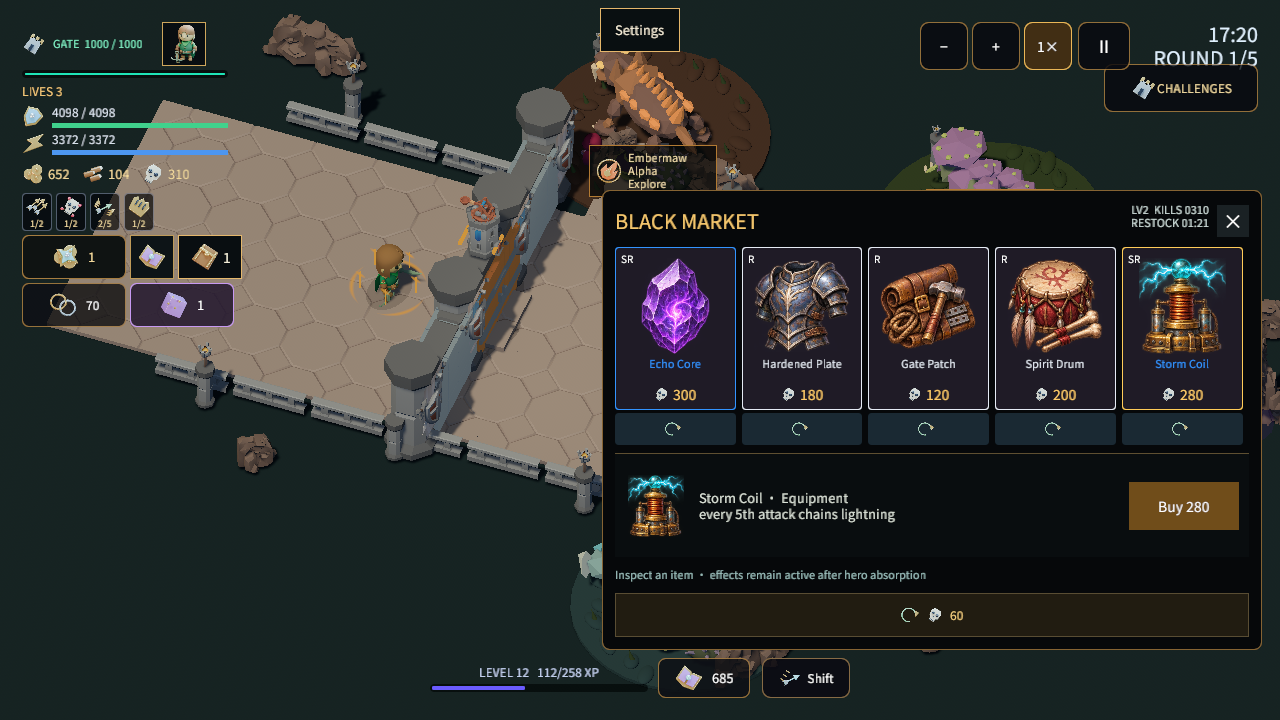 GATE 1000 / 1000
LIVES 3
4098 / 4098
3372 / 3372
652 104 310
1/2 1/2 2/5 1/2
1 1
70 1
Settings
− + 1× II
17:20
ROUND 1/5
CHALLENGES
Embermaw
Alpha
Explore
BLACK MARKET
LV2 KILLS 0310
RESTOCK 01:21
SR R R R SR
Echo Core Hardened Plate Gate Patch Spirit Drum Storm Coil
300 180 120 200 280
Storm Coil • Equipment
every 5th attack chains lightning
Buy 280
Inspect an item • effects remain active after hero absorption
60
LEVEL 12 112/258 XP
685 Shift